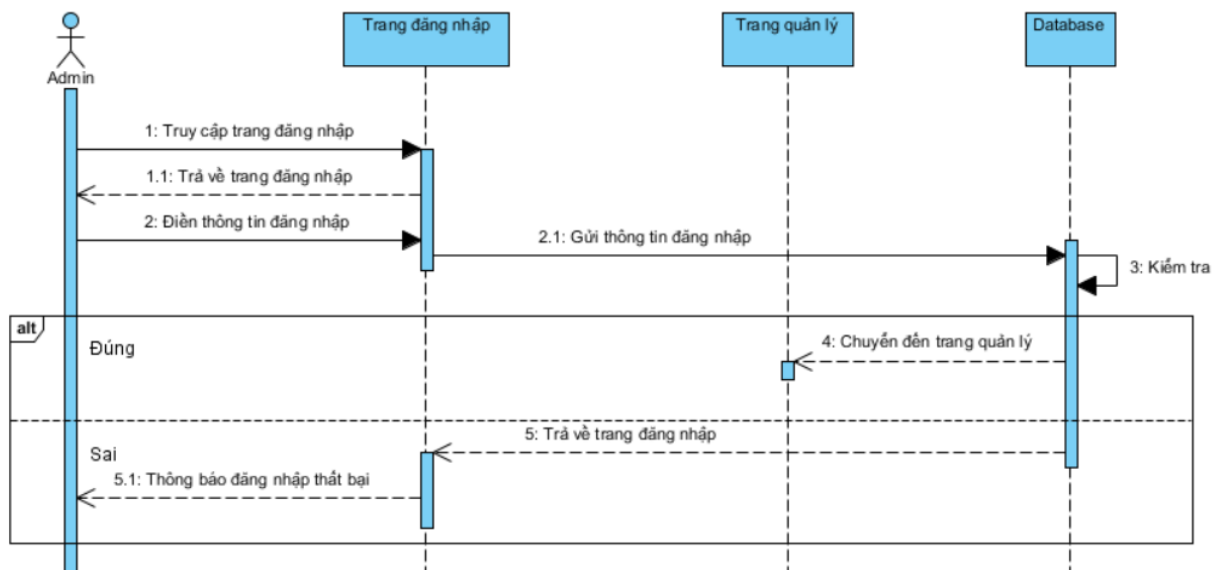 Trang đăng nhập
Trang quản lý
Database
Admin
1: Truy cập trang đăng nhập
1.1: Trả về trang đăng nhập
2: Điền thông tin đăng nhập
2.1: Gửi thông tin đăng nhập
3: Kiểm tra
alt
Đúng
4: Chuyển đến trang quản lý
5: Trả về trang đăng nhập
Sai
5.1: Thông báo đăng nhập thất bại